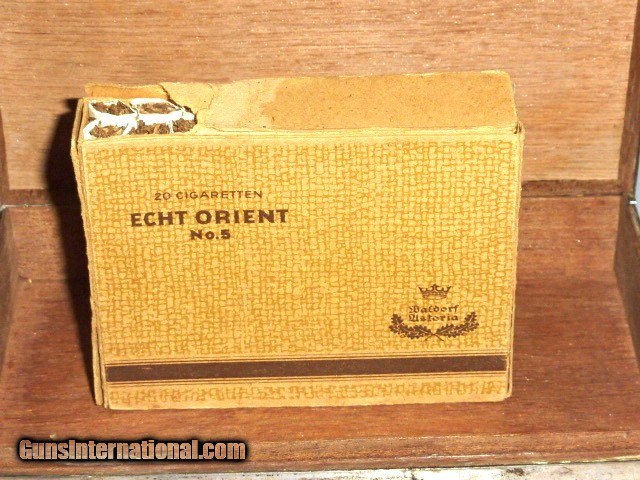 20 CIGARETTEN
ECHT ORIENT
No. 5
Waldorf
Astoria
GunsInternational.com